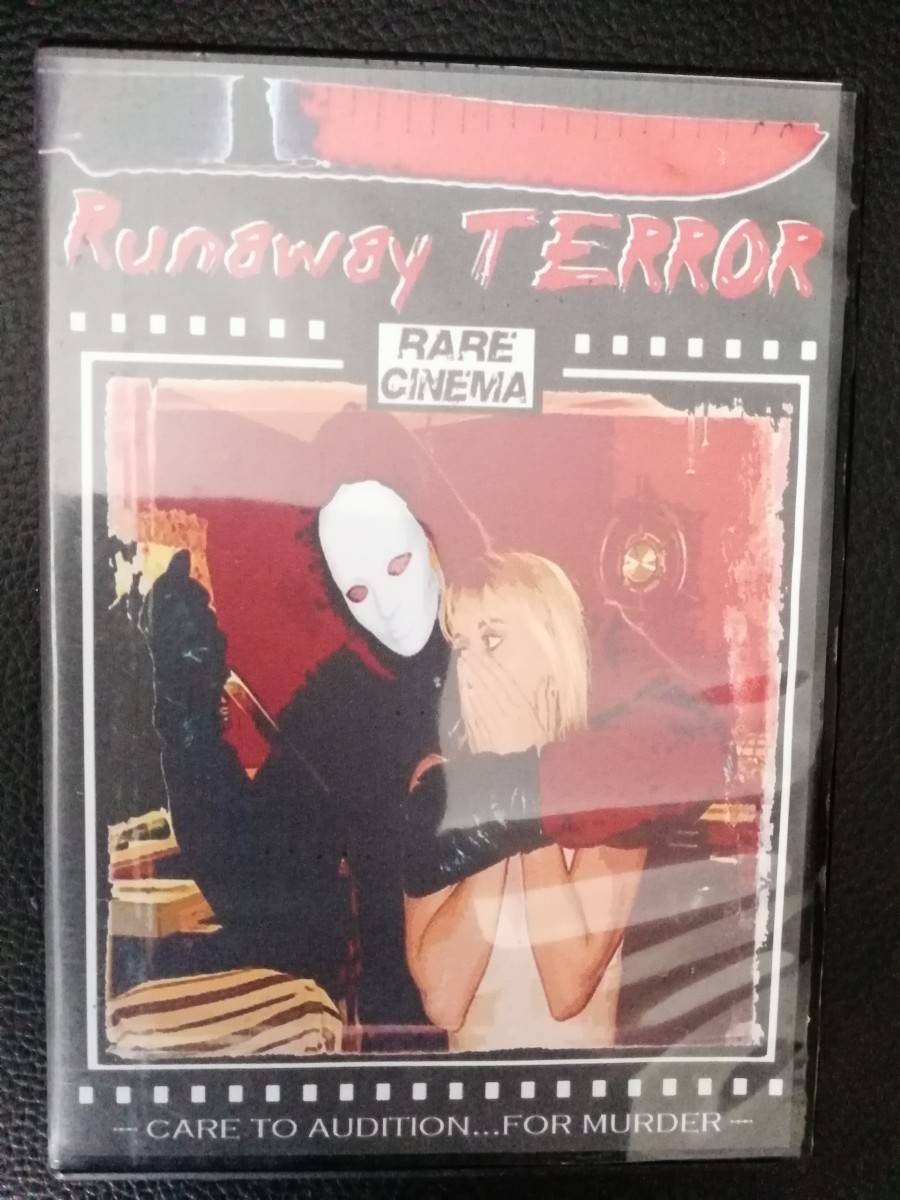 Runaway TERROR
RARE
CINEMA
— CARE TO AUDITION...FOR MURDER —